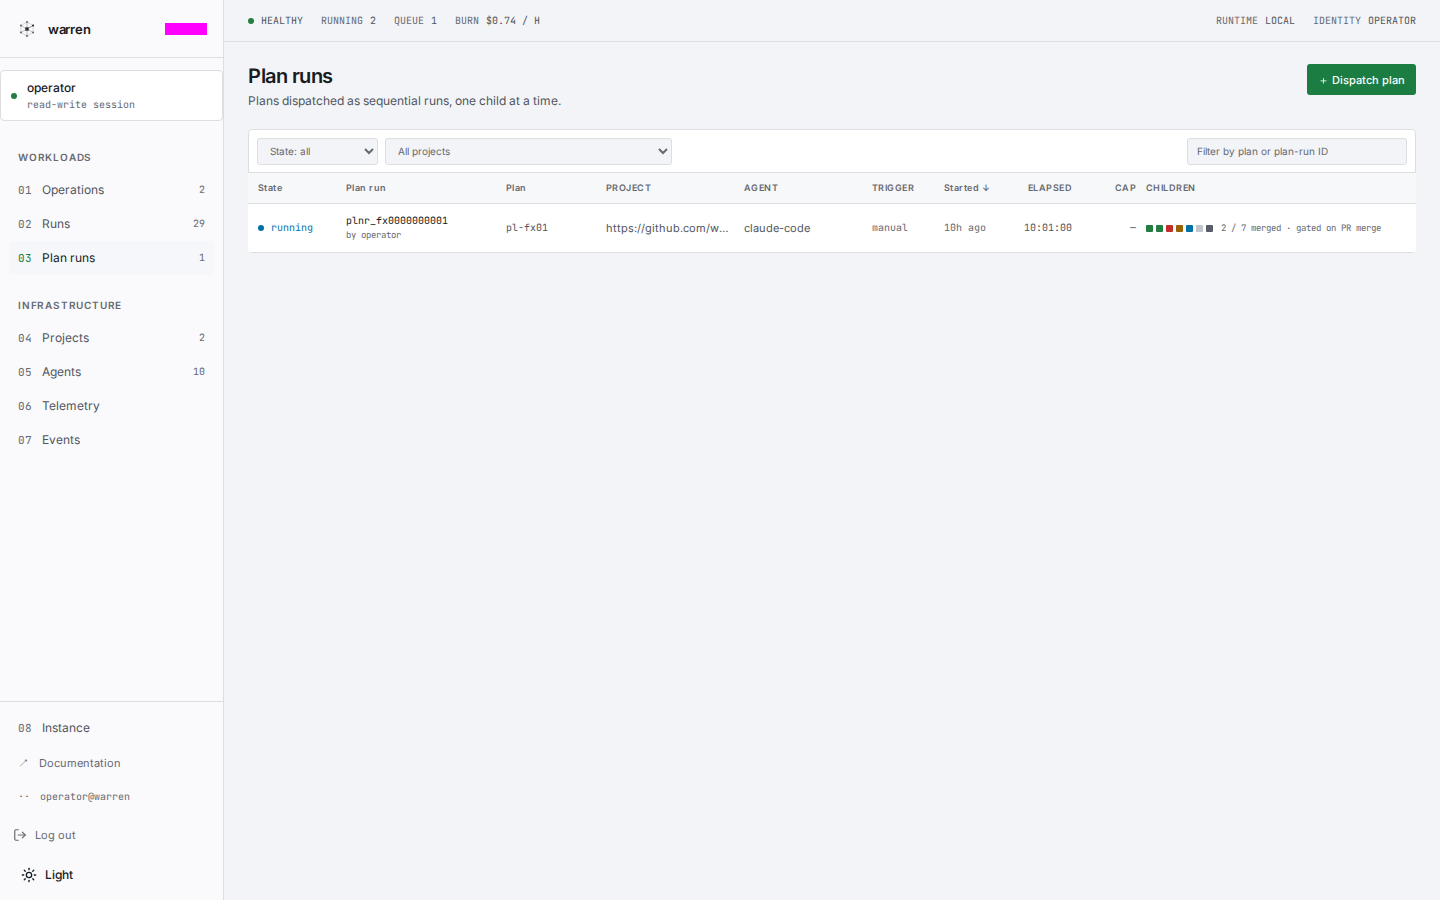 warren
HEALTHY RUNNING 2 QUEUE 1 BURN $0.74 / H
RUNTIME LOCAL IDENTITY OPERATOR
operator
read-write session
WORKLOADS
01 Operations 2
02 Runs 29
03 Plan runs 1
INFRASTRUCTURE
04 Projects 2
05 Agents 10
06 Telemetry
07 Events
08 Instance
Documentation
operator@warren
Log out
Light
Plan runs
Plans dispatched as sequential runs, one child at a time.
+ Dispatch plan
State: all
All projects
Filter by plan or plan-run ID
State Plan run Plan PROJECT AGENT TRIGGER Started ↓ ELAPSED CAP CHILDREN
running plnr_fx0000000001 pl-fx01 https://github.com/w... claude-code manual 10h ago 10:01:00 — 2 / 7 merged · gated on PR merge
by operator